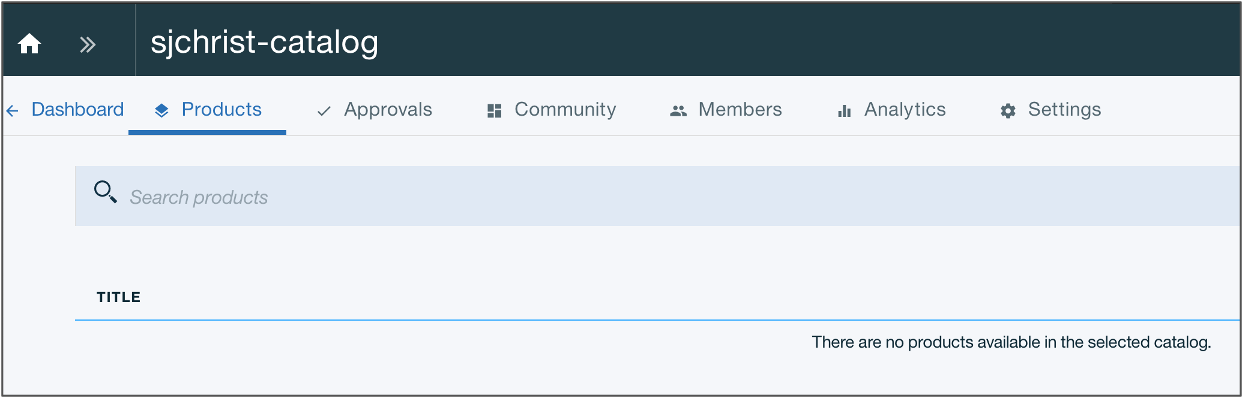 sjchrist-catalog
Dashboard Products Approvals Community Members Analytics Settings
Search products
TITLE
There are no products available in the selected catalog.